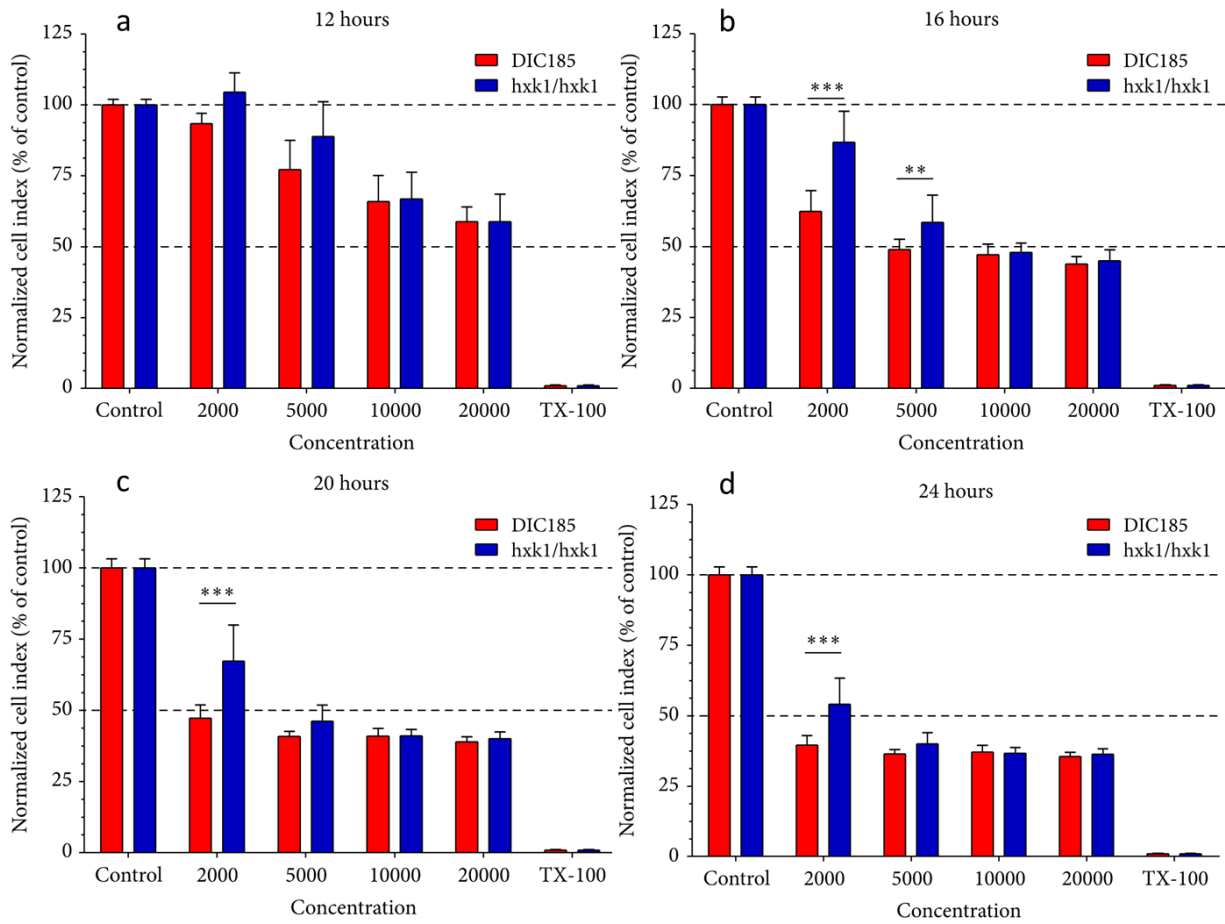 a
12 hours
Normalized cell index (% of control)
125
100
75
50
25
0
DIC185
hxk1/hxk1
Control
2000
5000
10000
20000
TX-100
Concentration
b
16 hours
Normalized cell index (% of control)
125
100
75
50
25
0
DIC185
hxk1/hxk1
***
**
Control
2000
5000
10000
20000
TX-100
Concentration
c
20 hours
Normalized cell index (% of control)
125
100
75
50
25
0
DIC185
hxk1/hxk1
***
Control
2000
5000
10000
20000
TX-100
Concentration
d
24 hours
Normalized cell index (% of control)
125
100
75
50
25
0
DIC185
hxk1/hxk1
***
Control
2000
5000
10000
20000
TX-100
Concentration